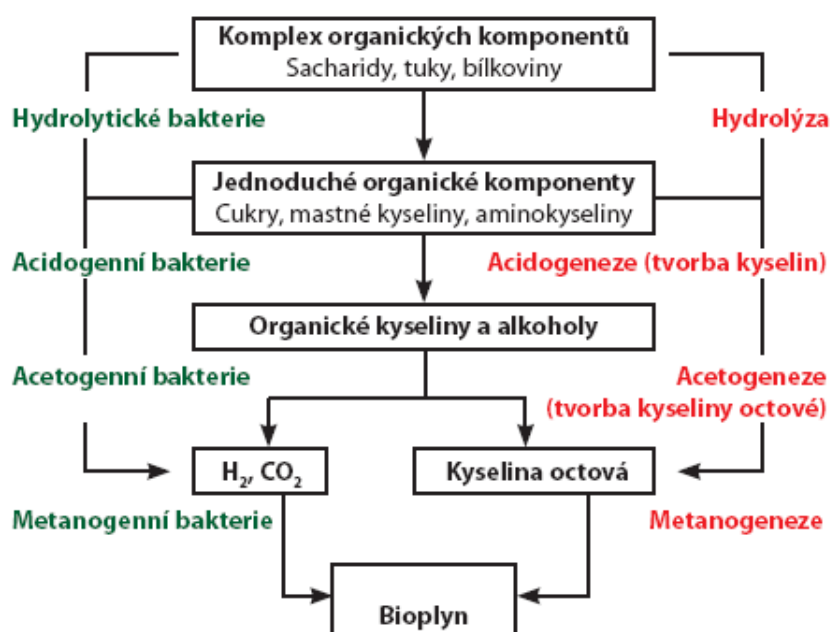 Komplex organických komponentů
Sacharidy, tuky, bílkoviny
Hydrolytické bakterie
Hydrolýza
Jednoduché organické komponenty
Cukry, mastné kyseliny, aminokyseliny
Acidogenní bakterie
Acidogeneze (tvorba kyselin)
Organické kyseliny a alkoholy
Acetogenní bakterie
Acetogeneze
(tvorba kyseliny octové)
H₂, CO₂
Kyselina octová
Metanogenní bakterie
Metanogeneze
Bioplyn